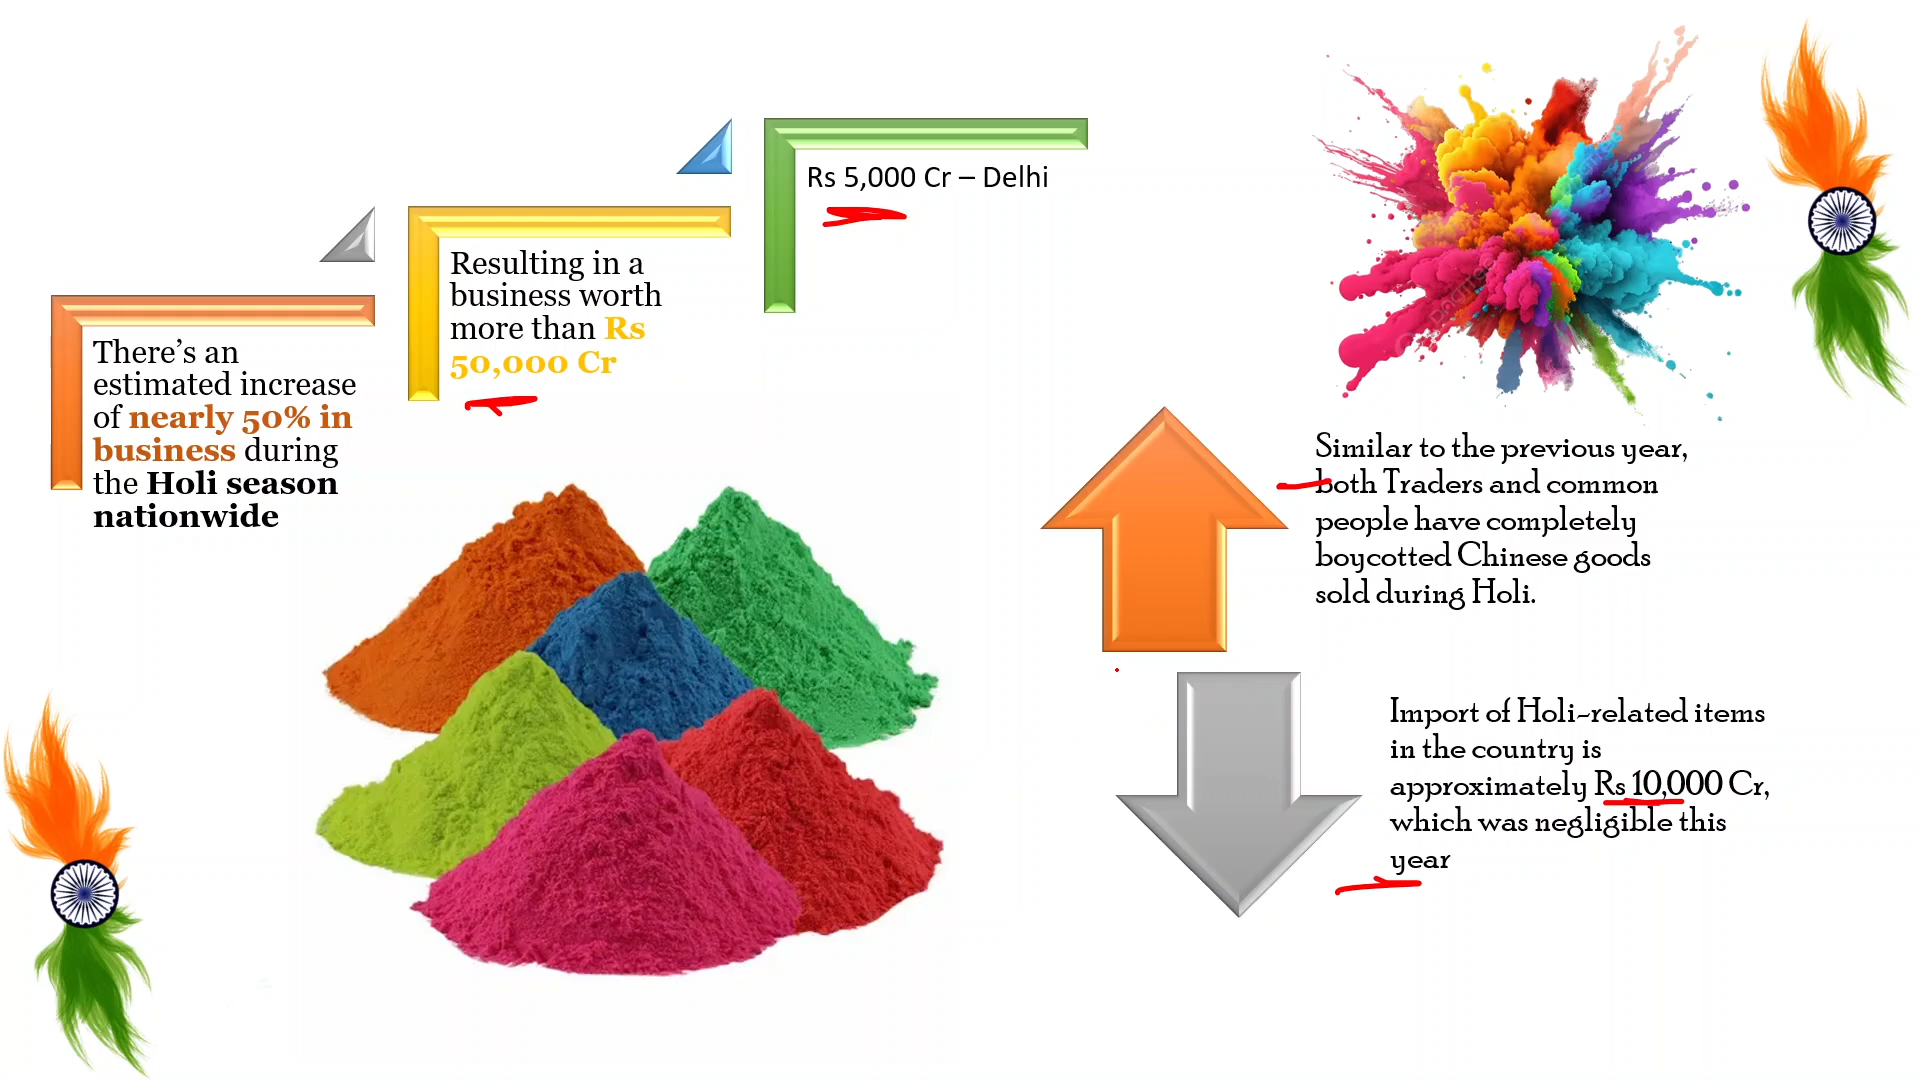 There's an
estimated increase
of nearly 50% in
business during
the Holi season
nationwide
Resulting in a
business worth
more than Rs
50,000 Cr
Rs 5,000 Cr – Delhi
Similar to the previous year,
both Traders and common
people have completely
boycotted Chinese goods
sold during Holi.
Import of Holi-related items
in the country is
approximately Rs 10,000 Cr,
which was negligible this
year